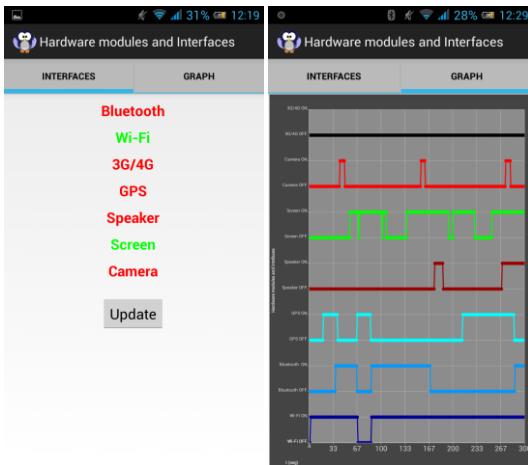 31% 12:19
Hardware modules and Interfaces
INTERFACES GRAPH
Bluetooth
Wi-Fi
3G/4G
GPS
Speaker
Screen
Camera
Update
28% 12:29
Hardware modules and Interfaces
INTERFACES GRAPH
3G/4G ON
3G/4G OFF
Camera ON
Camera OFF
Screen ON
Screen OFF
Speaker ON
Speaker OFF
GPS ON
GPS OFF
Bluetooth ON
Bluetooth OFF
Wi-Fi ON
Wi-Fi OFF
Hardware modules and Interfaces
33 67 100 133 167 200 233 267 300